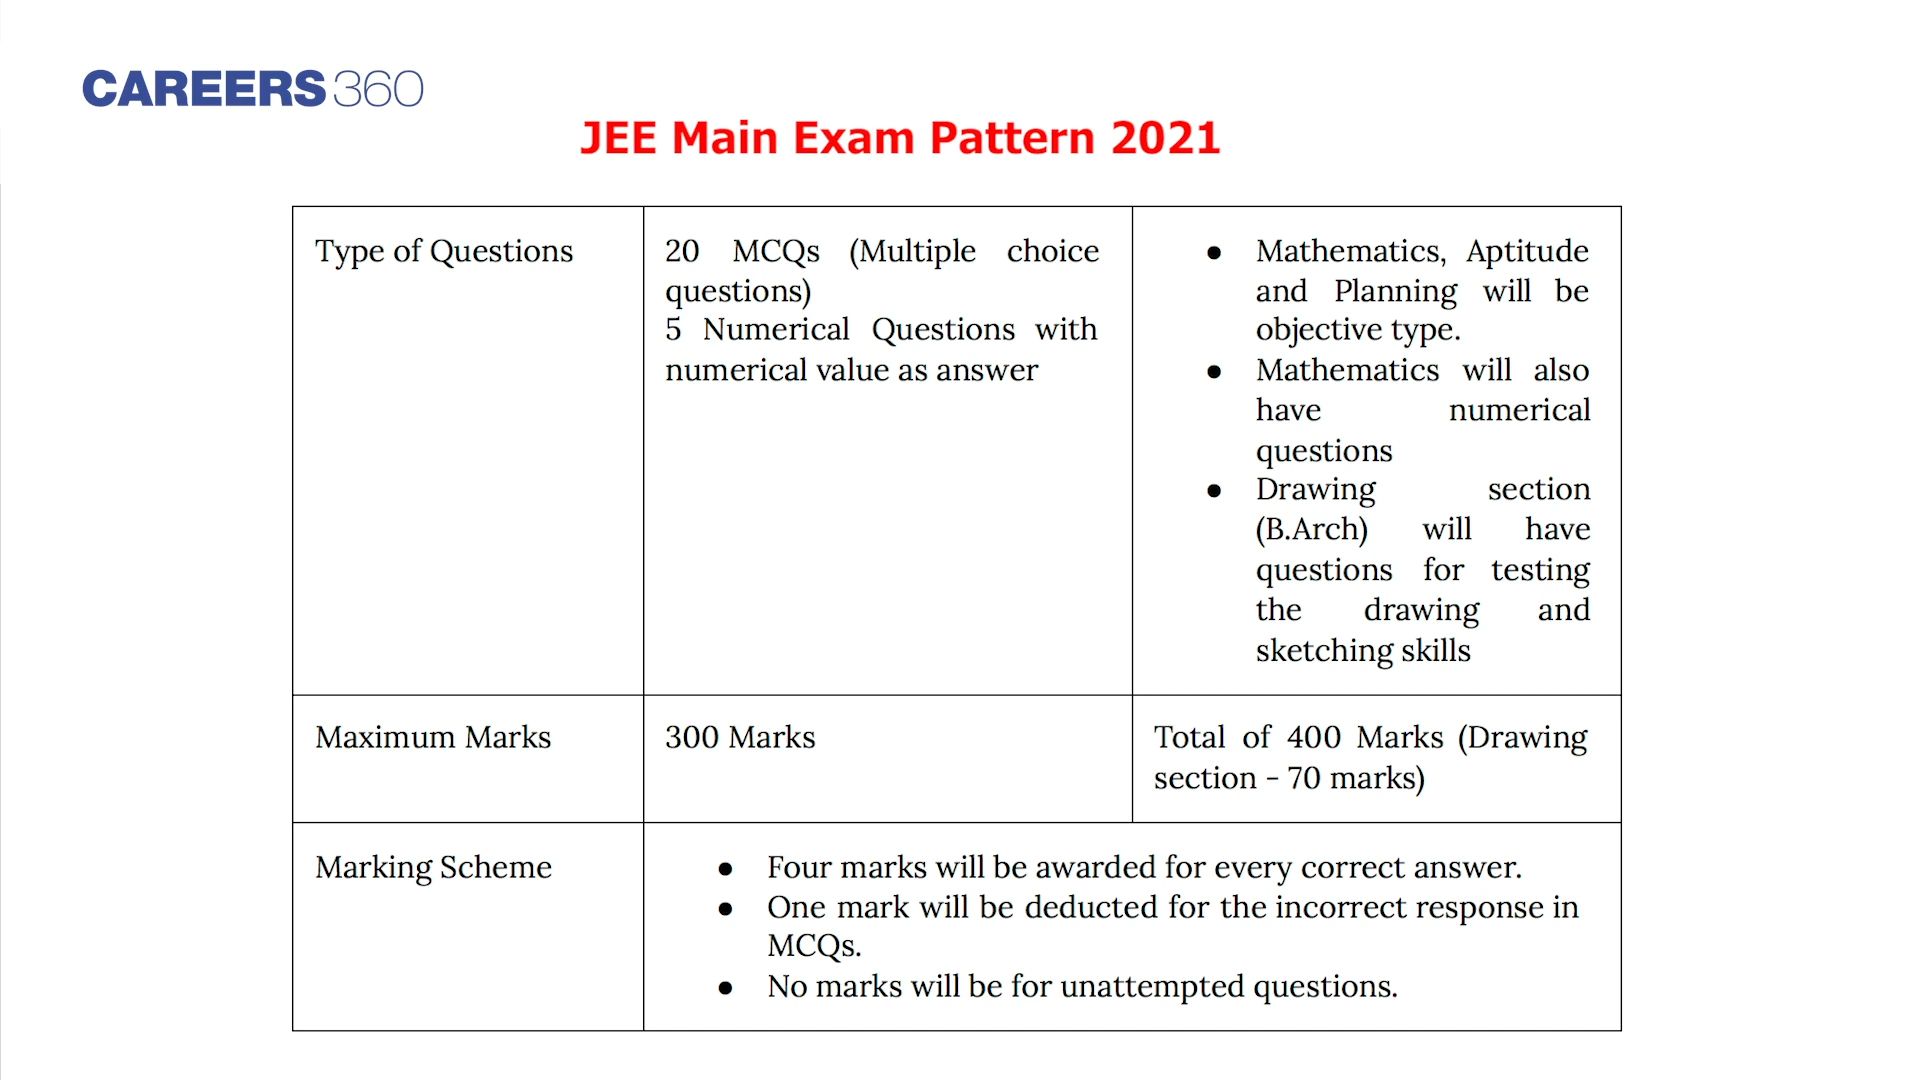 CAREERS360
JEE Main Exam Pattern 2021
Type of Questions
20 MCQs (Multiple choice
questions)
5 Numerical Questions with
numerical value as answer
● Mathematics, Aptitude
and Planning will be
objective type.
● Mathematics will also
have numerical
questions
● Drawing section
(B.Arch) will have
questions for testing
the drawing and
sketching skills
Maximum Marks
300 Marks
Total of 400 Marks (Drawing
section - 70 marks)
Marking Scheme
● Four marks will be awarded for every correct answer.
● One mark will be deducted for the incorrect response in
MCQs.
● No marks will be for unattempted questions.